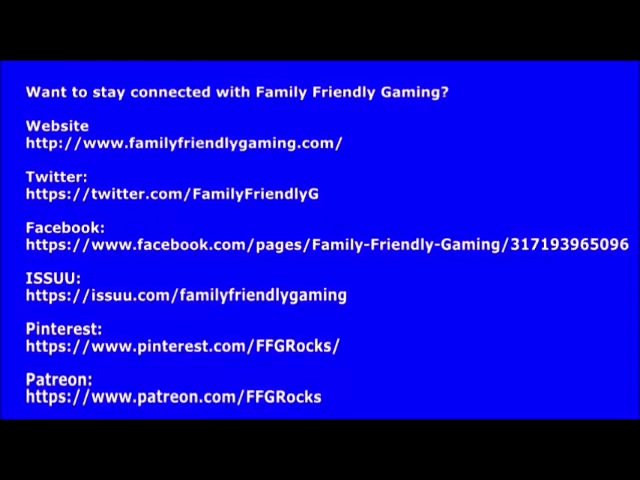 Want to stay connected with Family Friendly Gaming?
Website
http://www.familyfriendlygaming.com/
Twitter:
https://twitter.com/FamilyFriendlyG
Facebook:
https://www.facebook.com/pages/Family-Friendly-Gaming/317193965096
ISSUU:
https://issuu.com/familyfriendlygaming
Pinterest:
https://www.pinterest.com/FFGRocks/
Patreon:
https://www.patreon.com/FFGRocks